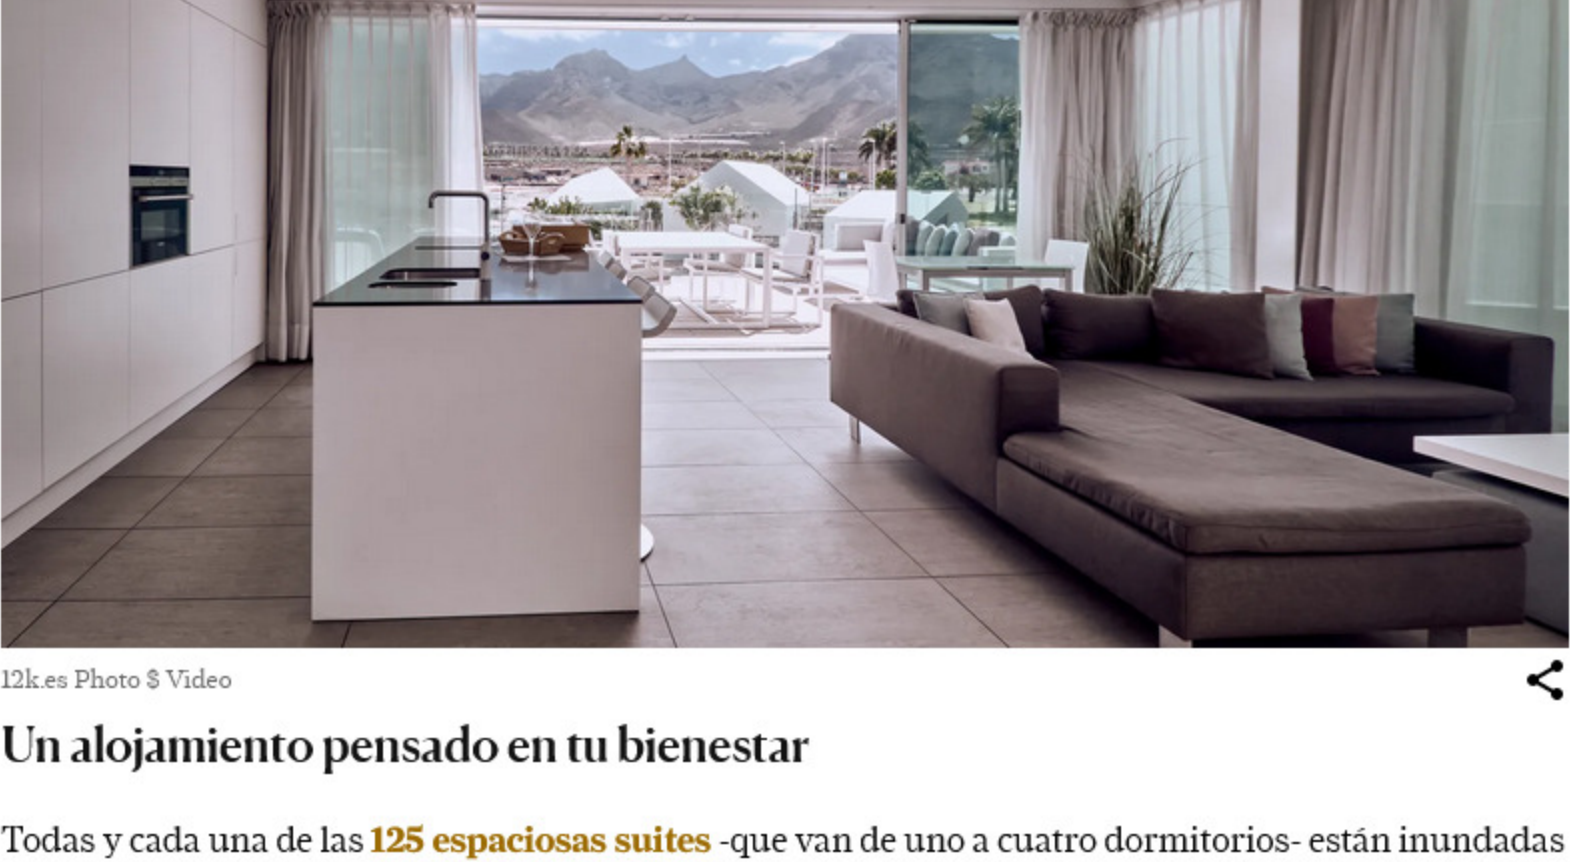 12k.es Photo $ Video
Un alojamiento pensado en tu bienestar
Todas y cada una de las 125 espaciosas suites -que van de uno a cuatro dormitorios- están inundadas